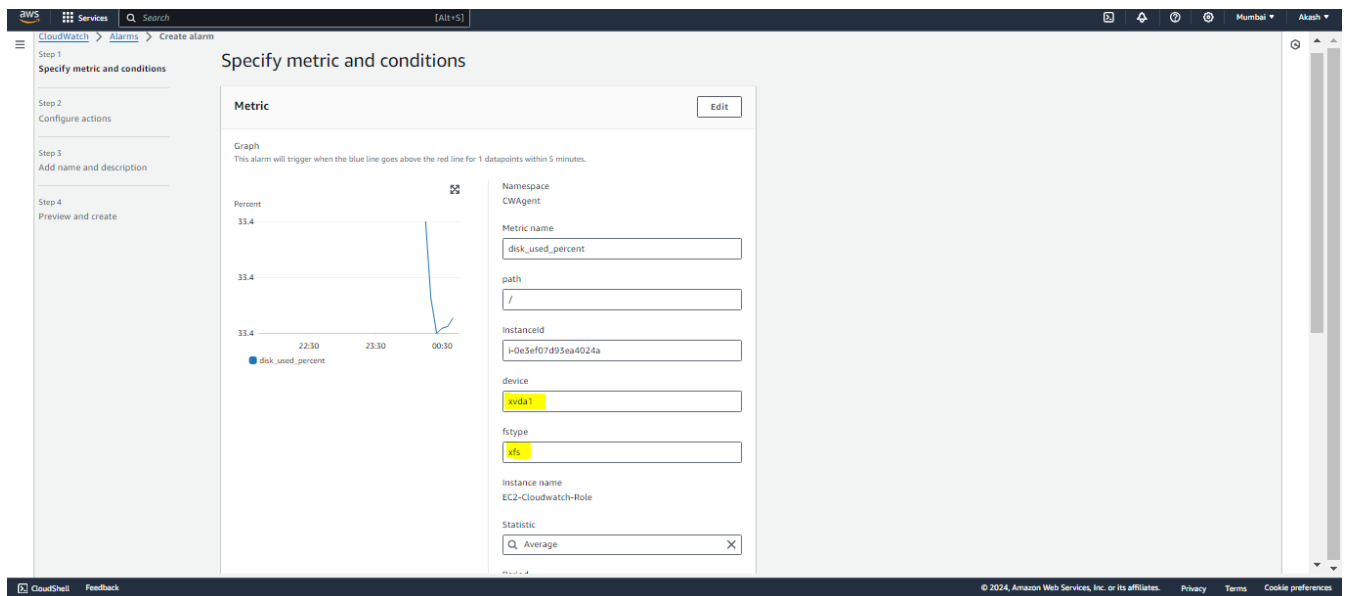 aws
Services
Search
[Alt+S]
Mumbai
Akash
CloudWatch > Alarms > Create alarm
Step 1
Specify metric and conditions
Step 2
Configure actions
Step 3
Add name and description
Step 4
Preview and create
Specify metric and conditions
Metric
Edit
Graph
This alarm will trigger when the blue line goes above the red line for 1 datapoints within 5 minutes.
Percent
33.4
33.4
33.4
22:30 23:30 00:30
disk_used_percent
Namespace
CWAgent
Metric name
disk_used_percent
path
/
InstanceId
i-0e3ef07d93ea4024a
device
xvda1
fstype
xfs
Instance name
EC2-Cloudwatch-Role
Statistic
Average
Period
CloudShell Feedback
© 2024, Amazon Web Services, Inc. or its affiliates. Privacy Terms Cookie preferences